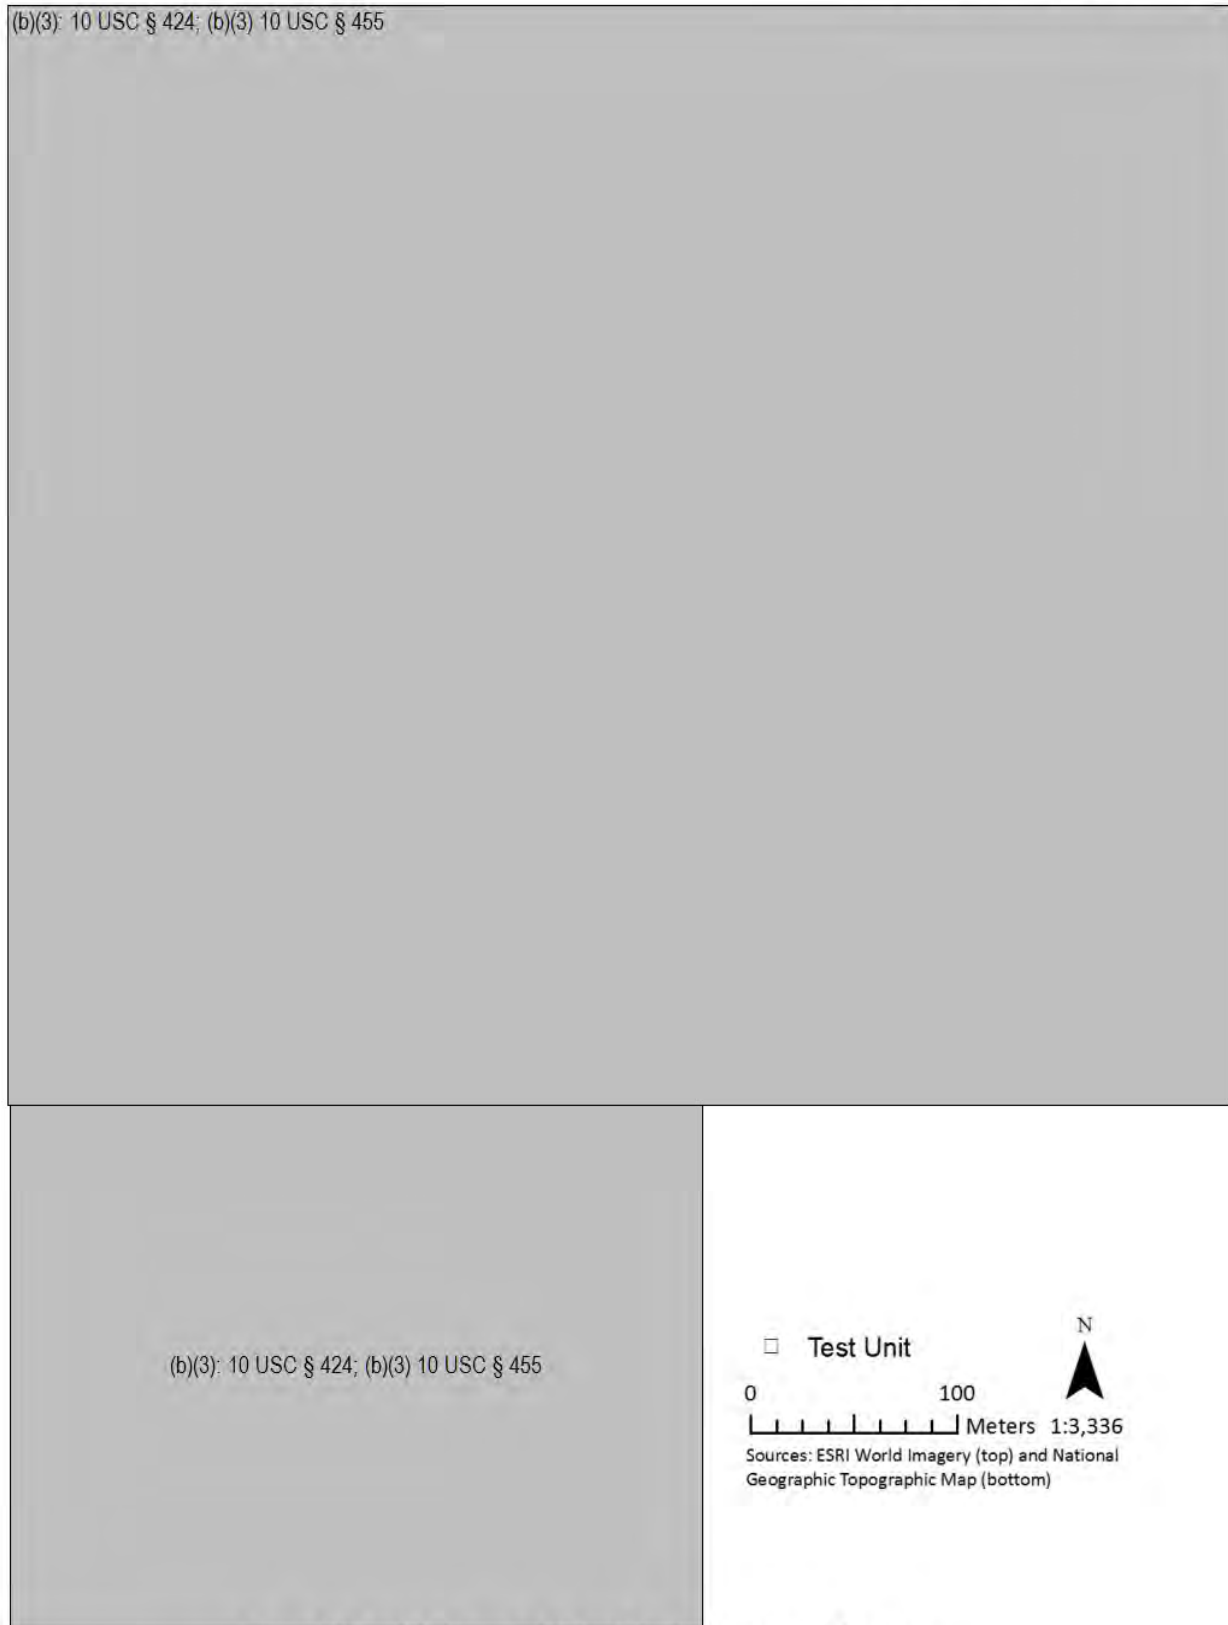 (b)(3): 10 USC § 424; (b)(3) 10 USC § 455
(b)(3): 10 USC § 424; (b)(3) 10 USC § 455
Test Unit
N
0 100
Meters 1:3,336
Sources: ESRI World Imagery (top) and National
Geographic Topographic Map (bottom)